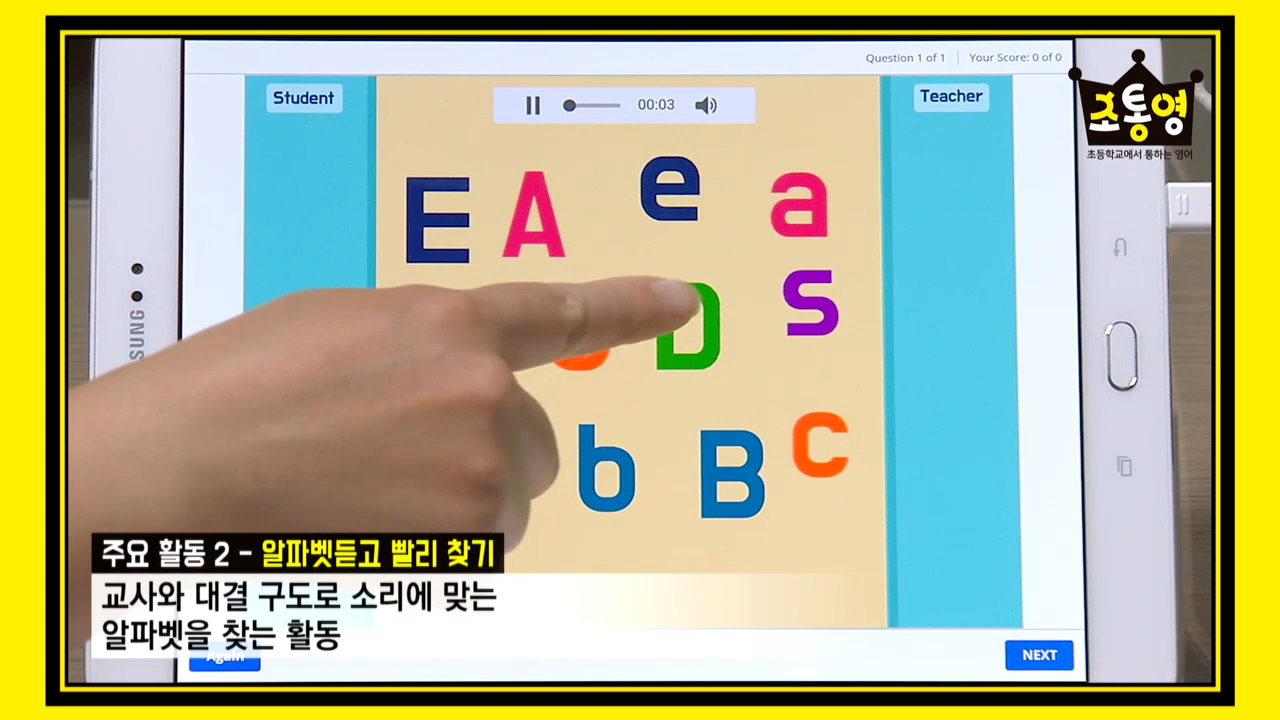 Question 1 of 1 Your Score: 0 of 0
Student
00:03
Teacher
조통영
초등학교에서 통하는 영어
E A e a
D s
b B c
SUNG
주요 활동 2 - 알파벳듣고 빨리 찾기
교사와 대결 구도로 소리에 맞는
알파벳을 찾는 활동
Again
NEXT